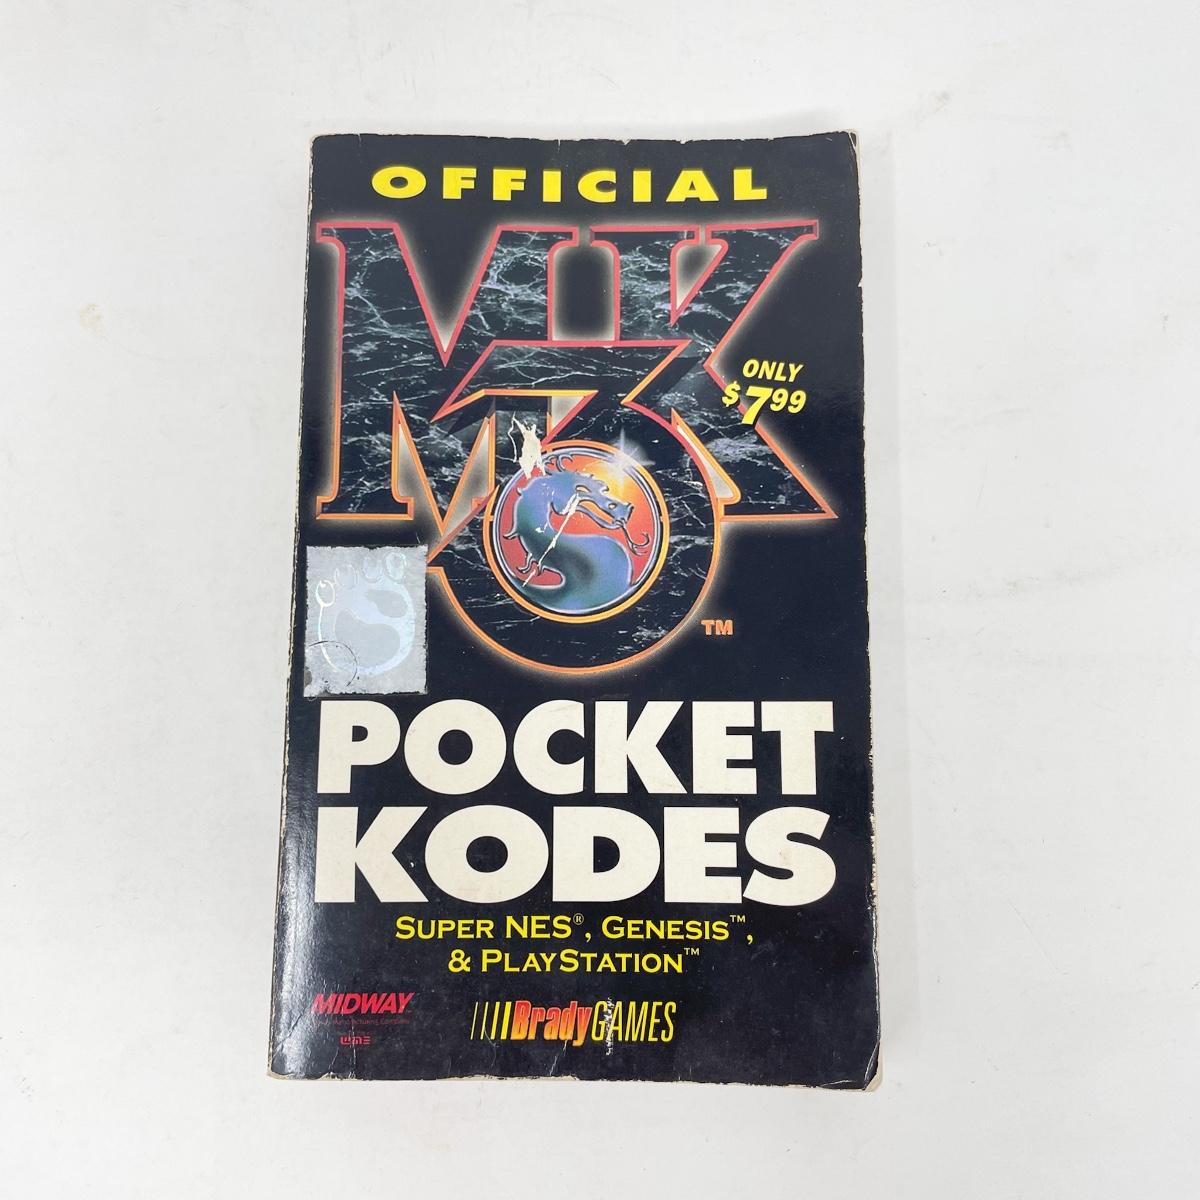 OFFICIAL
MK
3
ONLY
$7.99
TM
POCKET
KODES
SUPER NES®, GENESIS™,
& PLAYSTATION™
MIDWAY
BradyGAMES